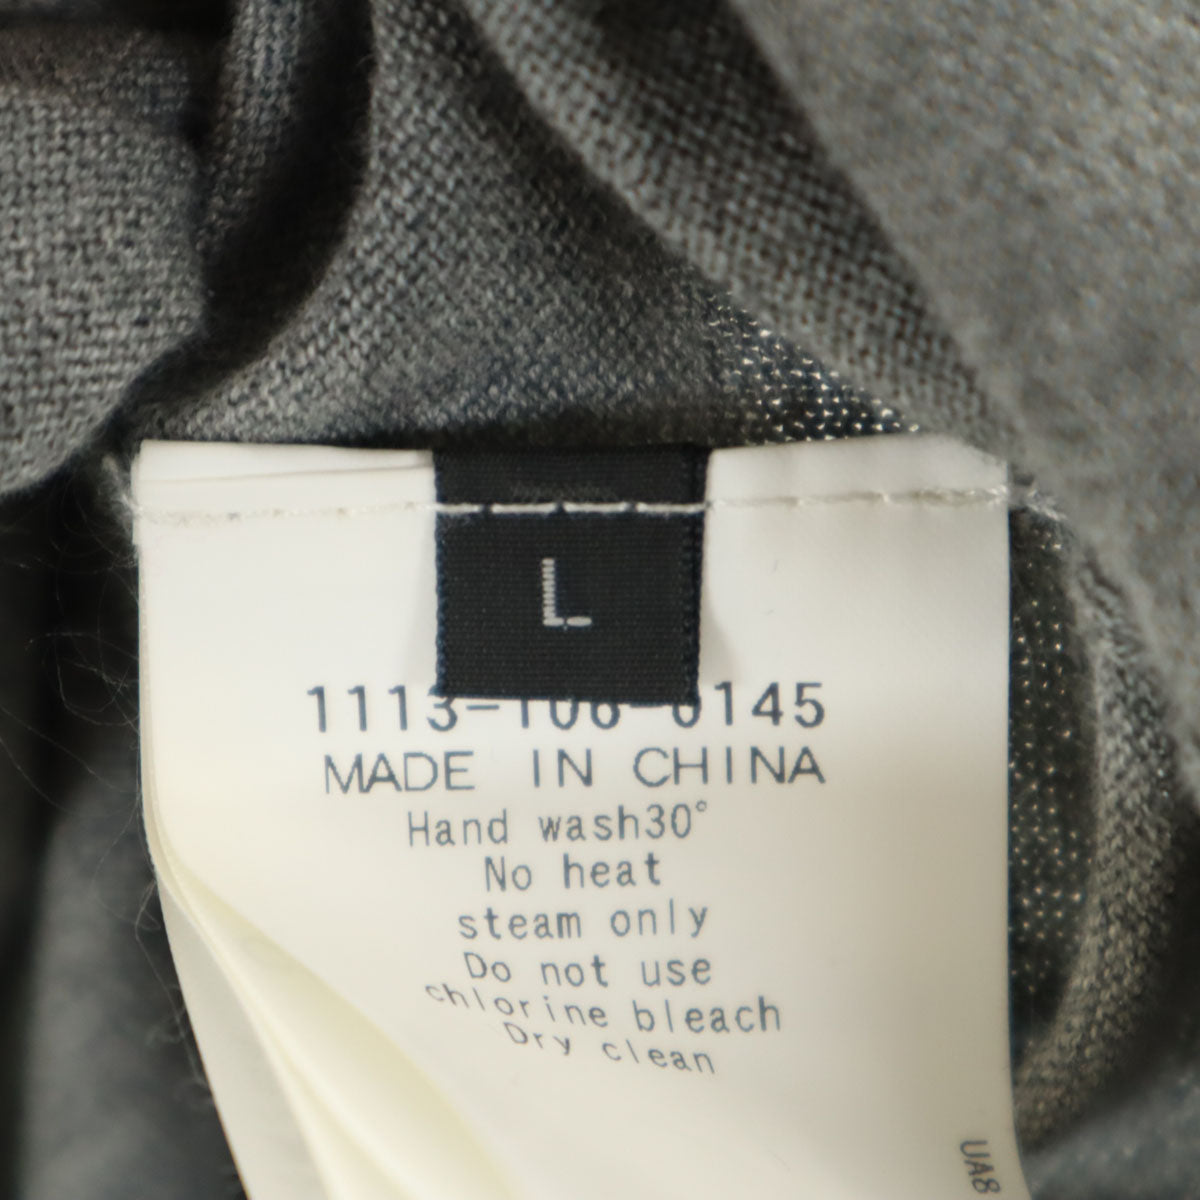 L
1113-106-0145
MADE IN CHINA
Hand wash30°
No heat
steam only
Do not use
chlorine bleach
Dry clean
UA8